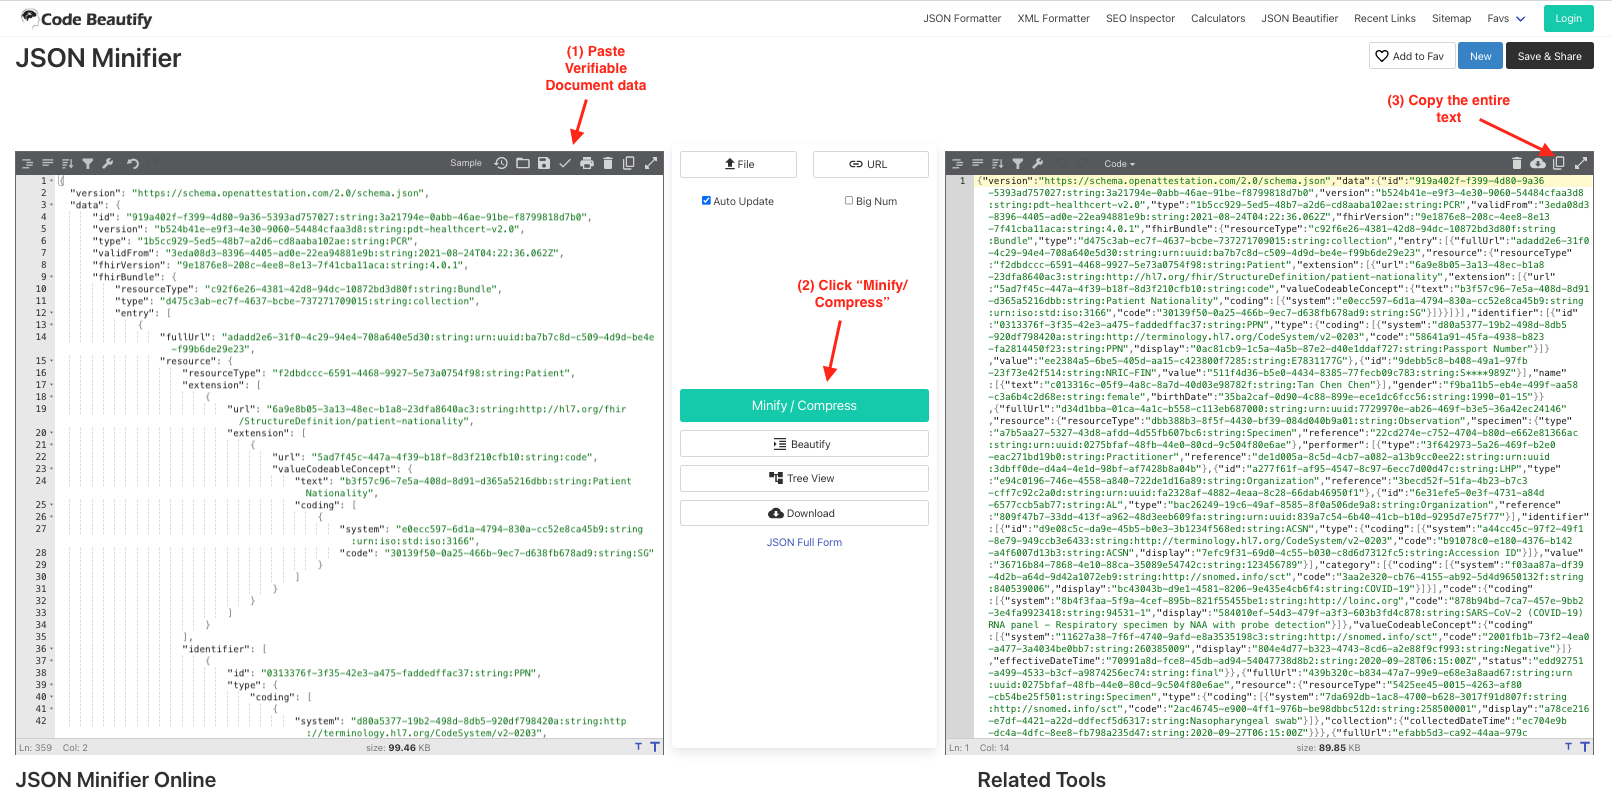 Code Beautify
JSON Formatter XML Formatter SEO Inspector Calculators JSON Beautifier Recent Links Sitemap Favs Login
JSON Minifier
Add to Fav New Save & Share
(1) Paste
Verifiable
Document data
(3) Copy the entire
text
Sample
1 {
2 "version": "https://schema.openattestation.com/2.0/schema.json",
3 "data": {
4 "id": "919a402f-f399-4d80-9a36-5393ad757027:string:3a21794e-0abb-46ae-91be-f8799818d7b0",
5 "version": "b524b41e-e9f3-4e30-9060-54484cfaa3d8:string:pdt-healthcert-v2.0",
6 "type": "1b5cc929-5ed5-48b7-a2d6-cd8aaba102ae:string:PCR",
7 "validFrom": "3eda08d3-8396-4405-ad0e-22ea94881e9b:string:2021-08-24T04:22:36.062Z",
8 "fhirVersion": "9e1876e8-208c-4ee8-8e13-7f41cba11aca:string:4.0.1",
9 "fhirBundle": {
10 "resourceType": "c92f6e26-4381-42d8-94dc-10872bd3d80f:string:Bundle",
11 "type": "d475c3ab-ec7f-4637-bcbe-737271709015:string:collection",
12 "entry": [
13 {
14 "fullUrl": "adadd2e6-31f0-4c29-94e4-708a640e5d30:string:urn:uuid:ba7b7c8d-c509-4d9d-be4e
-f99b6de29e23",
15 "resource": {
16 "resourceType": "f2dbdccc-6591-4468-9927-5e73a0754f98:string:Patient",
17 "extension": [
18 {
19 "url": "6a9e8b05-3a13-48ec-b1a8-23dfa8640ac3:string:http://hl7.org/fhir
/StructureDefinition/patient-nationality",
20 "extension": [
21 {
22 "url": "5ad7f45c-447a-4f39-b18f-8d3f210cfb10:string:code",
23 "valueCodeableConcept": {
24 "text": "b3f57c96-7e5a-408d-8d91-d365a5216dbb:string:Patient
Nationality",
25 "coding": [
26 {
27 "system": "e0ecc597-6d1a-4794-830a-cc52e8ca45b9:string
:urn:iso:std:iso:3166",
28 "code": "30139f50-0a25-466b-9ec7-d638fb678ad9:string:SG"
29 }
30 ]
31 }
32 }
33 ]
34 }
35 ],
36 "identifier": [
37 {
38 "id": "0313376f-3f35-42e3-a475-faddedffac37:string:PPN",
39 "type": {
40 "coding": [
41 {
42 "system": "d80a5377-19b2-498d-8db5-920df798420a:string:http
://terminology.hl7.org/CodeSystem/v2-0203",
Ln: 359 Col: 2 size: 99.46 KB
File URL
Auto Update Big Num
(2) Click “Minify/
Compress”
Minify / Compress
Beautify
Tree View
Download
JSON Full Form
Code
1 {"version":"https://schema.openattestation.com/2.0/schema.json","data":{"id":"919a402f-f399-4d80-9a36
-5393ad757027:string:3a21794e-0abb-46ae-91be-f8799818d7b0","version":"b524b41e-e9f3-4e30-9060-54484cfaa3d8
:string:pdt-healthcert-v2.0","type":"1b5cc929-5ed5-48b7-a2d6-cd8aaba102ae:string:PCR","validFrom":"3eda08d3
-8396-4405-ad0e-22ea94881e9b:string:2021-08-24T04:22:36.062Z","fhirVersion":"9e1876e8-208c-4ee8-8e13
-7f41cba11aca:string:4.0.1","fhirBundle":{"resourceType":"c92f6e26-4381-42d8-94dc-10872bd3d80f:string
:Bundle","type":"d475c3ab-ec7f-4637-bcbe-737271709015:string:collection","entry":[{"fullUrl":"adadd2e6-31f0
-4c29-94e4-708a640e5d30:string:urn:uuid:ba7b7c8d-c509-4d9d-be4e-f99b6de29e23","resource":{"resourceType"
:"f2dbdccc-6591-4468-9927-5e73a0754f98:string:Patient","extension":[{"url":"6a9e8b05-3a13-48ec-b1a8
-23dfa8640ac3:string:http://hl7.org/fhir/StructureDefinition/patient-nationality","extension":[{"url"
:"5ad7f45c-447a-4f39-b18f-8d3f210cfb10:string:code","valueCodeableConcept":{"text":"b3f57c96-7e5a-408d-8d91
-d365a5216dbb:string:Patient Nationality","coding":[{"system":"e0ecc597-6d1a-4794-830a-cc52e8ca45b9:string
:urn:iso:std:iso:3166","code":"30139f50-0a25-466b-9ec7-d638fb678ad9:string:SG"}]}}]}],"identifier":[{"id"
:"0313376f-3f35-42e3-a475-faddedffac37:string:PPN","type":{"coding":[{"system":"d80a5377-19b2-498d-8db5
-920df798420a:string:http://terminology.hl7.org/CodeSystem/v2-0203","code":"58641a91-45fa-4938-b823
-fa2814450f23:string:PPN","display":"0ac81cb9-1c5a-4a5b-87e2-d40e1ddaf727:string:Passport Number"}]}
,"value":"ee2384a5-6be5-405d-aa15-c423800f7285:string:E7831177G"},{"id":"9debb5c8-b408-49a1-97fb
-23f73e42f514:string:NRIC-FIN","value":"511f4d36-b5e0-4434-8385-77fecb09c783:string:S****989Z"}],"name"
:[{"text":"c013316c-05f9-4a8c-8a7d-40d03e98782f:string:Tan Chen Chen"}],"gender":"f9ba11b5-eb4e-499f-aa58
-c3a6b4c2d68e:string:female","birthDate":"35ba2caf-0d90-4c88-899e-ece1dc6fcc56:string:1990-01-15"}}
,{"fullUrl":"d34d1bba-01ca-4a1c-b558-c113eb687000:string:urn:uuid:7729970e-ab26-469f-b3e5-36a42ec24146"
,"resource":{"resourceType":"dbb388b3-8f5f-4430-bf39-084d040b9a01:string:Observation","specimen":{"type"
:"a7b5aa27-5327-43d8-afdd-4d55fb607bc6:string:Specimen","reference":"22cd274e-c752-4704-b80d-e662e81366ac
:string:urn:uuid:0275bfaf-48fb-44e0-80cd-9c504f80e6ae"},"performer":[{"type":"3f642973-5a26-469f-b2e0
-eac271bd19b0:string:Practitioner","reference":"de1d005a-8c5d-4cb7-a082-a13b9cc0ee22:string:urn:uuid
:3dbff0de-d4a4-4e1d-98bf-af7428b8a04b"},{"id":"a277f61f-af95-4547-8c97-6ecc7d00d47c:string:LHP","type"
:"e94c0196-746e-4558-a840-722de1d16a89:string:Organization","reference":"3becd52f-51fa-4b23-b7c3
-cff7c92c2a0d:string:urn:uuid:fa2328af-4882-4eaa-8c28-66dab46950f1"},{"id":"6e31efe5-0e3f-4731-a84d
-6577ccb5ab77:string:AL","type":"bac26249-19c6-49af-8585-8f0a506de9a8:string:Organization","reference"
:"809f47b7-33dd-413f-a962-48d3eeb609fa:string:urn:uuid:839a7c54-6b40-41cb-b10d-9295d7e75f77"}],"identifier"
:[{"id":"d9e08c5c-da9e-45b5-b0e3-3b1234f568ed:string:ACSN","type":{"coding":[{"system":"a44cc45c-97f2-49f1
-8e79-949ccb3e6433:string:http://terminology.hl7.org/CodeSystem/v2-0203","code":"b91078c0-e180-4376-b142
-a4f6007d13b3:string:ACSN","display":"7efc9f31-69d0-4c55-b030-c8d6d7312fc5:string:Accession ID"}]},"value"
:"36716b84-7868-4e10-88ca-35089e54742c:string:123456789"}],"category":[{"coding":[{"system":"f03aa87a-df39
-4d2b-a64d-9d42a1072eb9:string:http://snomed.info/sct","code":"3aa2e320-cb76-4155-ab92-5d4d9650132f:string
:840539006","display":"bc43043b-d9e1-4581-8206-9e435e4cb6f4:string:COVID-19"}]}],"code":{"coding"
:[{"system":"8b4f3faa-5f9a-4cef-895b-821f55455be1:string:http://loinc.org","code":"878b94bd-7ca7-457e-9bb2
-3e4fa9923418:string:94531-1","display":"584010ef-54d3-479f-a3f3-603b3fd4c878:string:SARS-CoV-2 (COVID-19)
RNA panel - Respiratory specimen by NAA with probe detection"}]},"valueCodeableConcept":{"coding"
:[{"system":"11627a38-7f6f-4740-9afd-e8a3535198c3:string:http://snomed.info/sct","code":"2001fb1b-73f2-4ea0
-a477-3a4034be0bb7:string:260385009","display":"804e4d77-b323-4743-8cd6-a2e88f9cf993:string:Negative"}]}
,"effectiveDateTime":"70991a8d-fce8-45db-ad94-54047738d8b2:string:2020-09-28T06:15:00Z","status":"edd92751
-a499-4533-b3cf-a9874256ec74:string:final"}},{"fullUrl":"439b320c-b834-47a7-99e9-e68e3a8aad67:string:urn
:uuid:0275bfaf-48fb-44e0-80cd-9c504f80e6ae","resource":{"resourceType":"5425ee45-0015-4263-af80
-cb54be25f501:string:Specimen","type":{"coding":[{"system":"7da692db-1ac8-4700-b628-3017f91d807f:string
:http://snomed.info/sct","code":"2ac46745-e900-4ff1-976b-be98dbbc512d:string:258500001","display":"a78ce216
-e7df-4421-a22d-ddfecf5d6317:string:Nasopharyngeal swab"}]},"collection":{"collectedDateTime":"ec704e9b
-dc4a-4dfc-8ee8-fb798a235d47:string:2020-09-27T06:15:00Z"}}},{"fullUrl":"efabb5d3-ca92-44aa-979c
Ln: 1 Col: 14 size: 89.85 KB
JSON Minifier Online
Related Tools